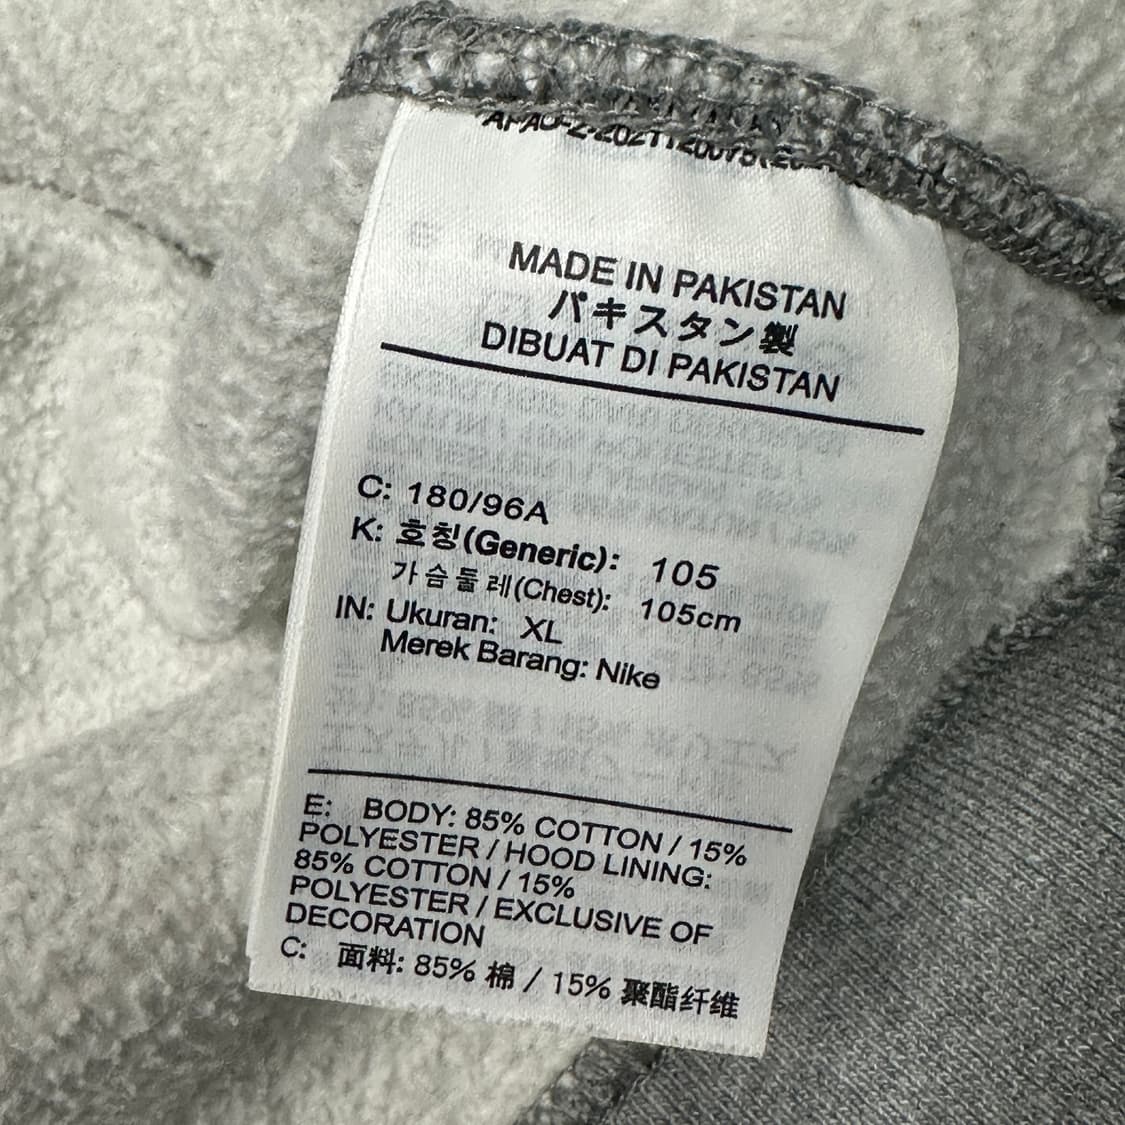 MADE IN PAKISTAN
パキスタン製
DIBUAT DI PAKISTAN
C: 180/96A
K: 호칭(Generic): 105
가슴둘레(Chest): 105cm
IN: Ukuran: XL
Merek Barang: Nike
E: BODY: 85% COTTON / 15%
POLYESTER / HOOD LINING:
85% COTTON / 15%
POLYESTER / EXCLUSIVE OF
DECORATION
C: 面料: 85% 棉 / 15% 聚酯纤维